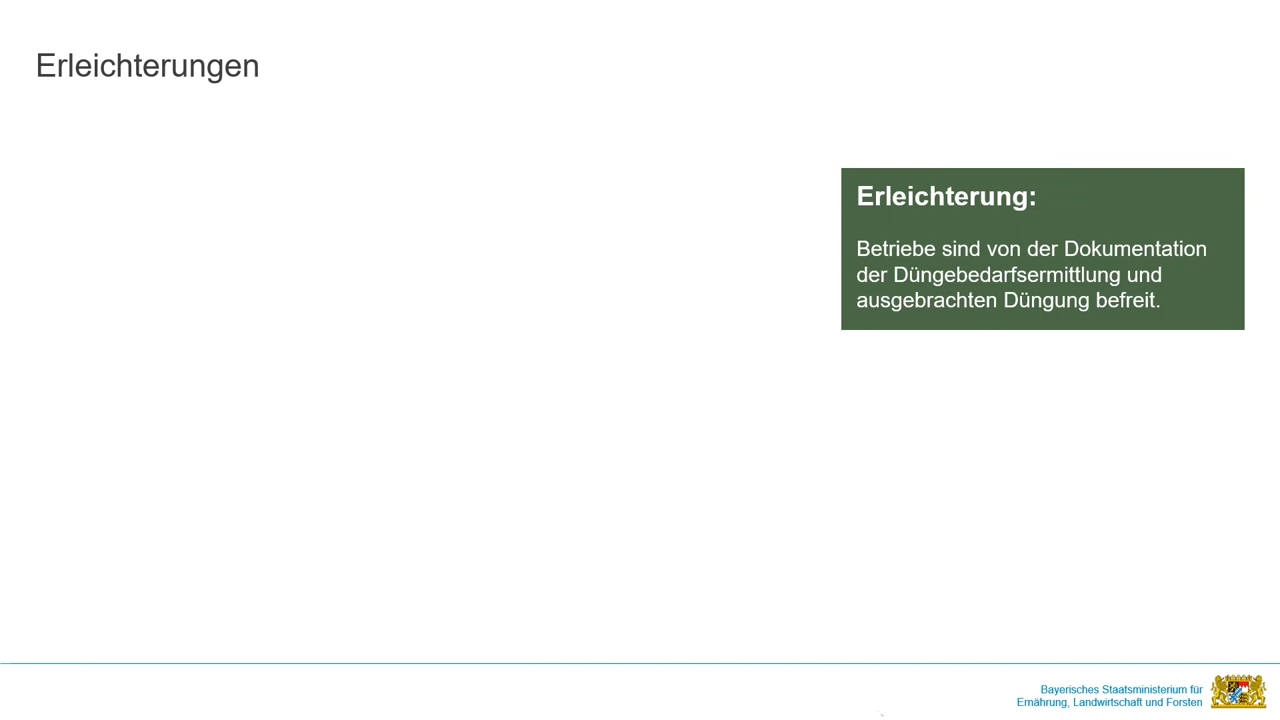 Erleichterungen
Erleichterung:
Betriebe sind von der Dokumentation
der Düngebedarfsermittlung und
ausgebrachten Düngung befreit.
Bayerisches Staatsministerium für
Ernährung, Landwirtschaft und Forsten